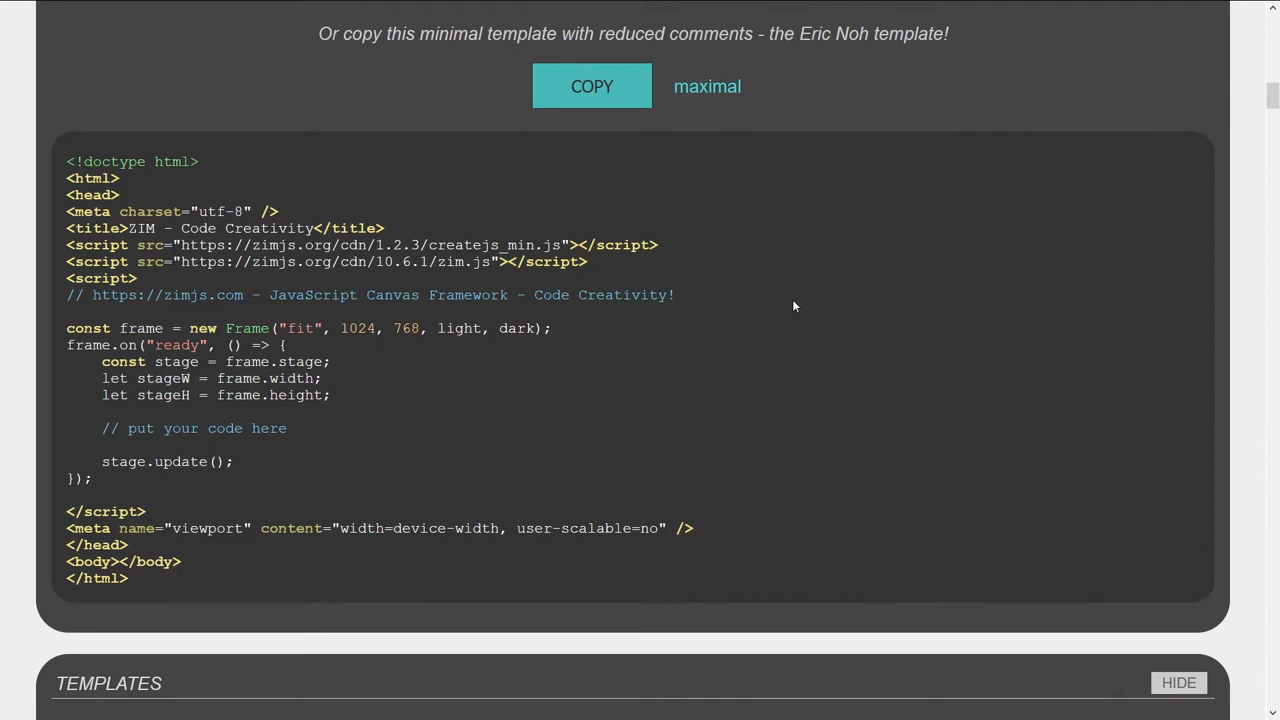 Or copy this minimal template with reduced comments - the Eric Noh template!
COPY maximal
<!doctype html>
<html>
<head>
<meta charset="utf-8" />
<title>ZIM - Code Creativity</title>
<script src="https://zimjs.org/cdn/1.2.3/createjs_min.js"></script>
<script src="https://zimjs.org/cdn/10.6.1/zim.js"></script>
<script>
// https://zimjs.com - JavaScript Canvas Framework - Code Creativity!
const frame = new Frame("fit", 1024, 768, light, dark);
frame.on("ready", () => {
    const stage = frame.stage;
    let stageW = frame.width;
    let stageH = frame.height;
    // put your code here
    stage.update();
});
</script>
<meta name="viewport" content="width=device-width, user-scalable=no" />
</head>
<body></body>
</html>
TEMPLATES HIDE